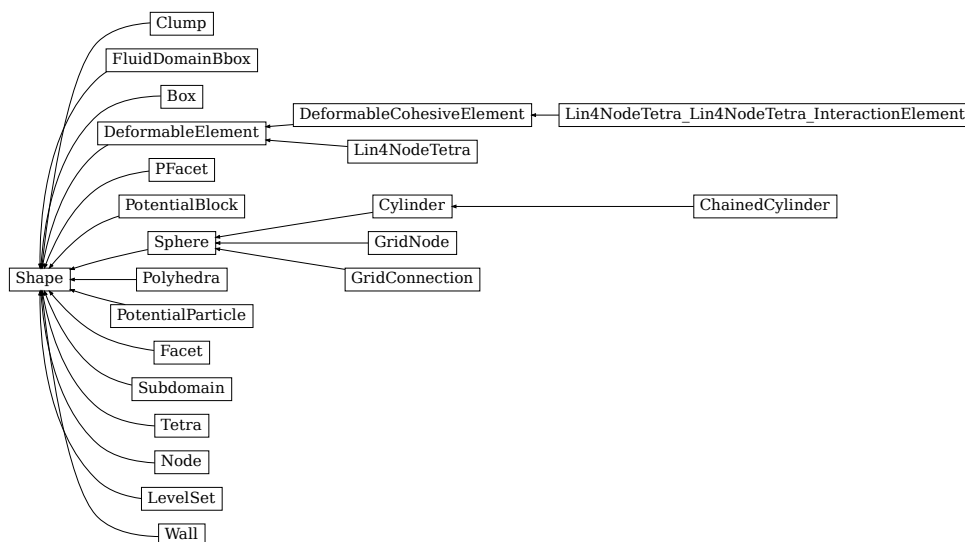 Clump
FluidDomainBbox
Box
DeformableCohesiveElement
Lin4NodeTetra_Lin4NodeTetra_InteractionElement
DeformableElement
Lin4NodeTetra
PFacet
PotentialBlock
Cylinder
ChainedCylinder
Sphere
GridNode
Shape
Polyhedra
GridConnection
PotentialParticle
Facet
Subdomain
Tetra
Node
LevelSet
Wall